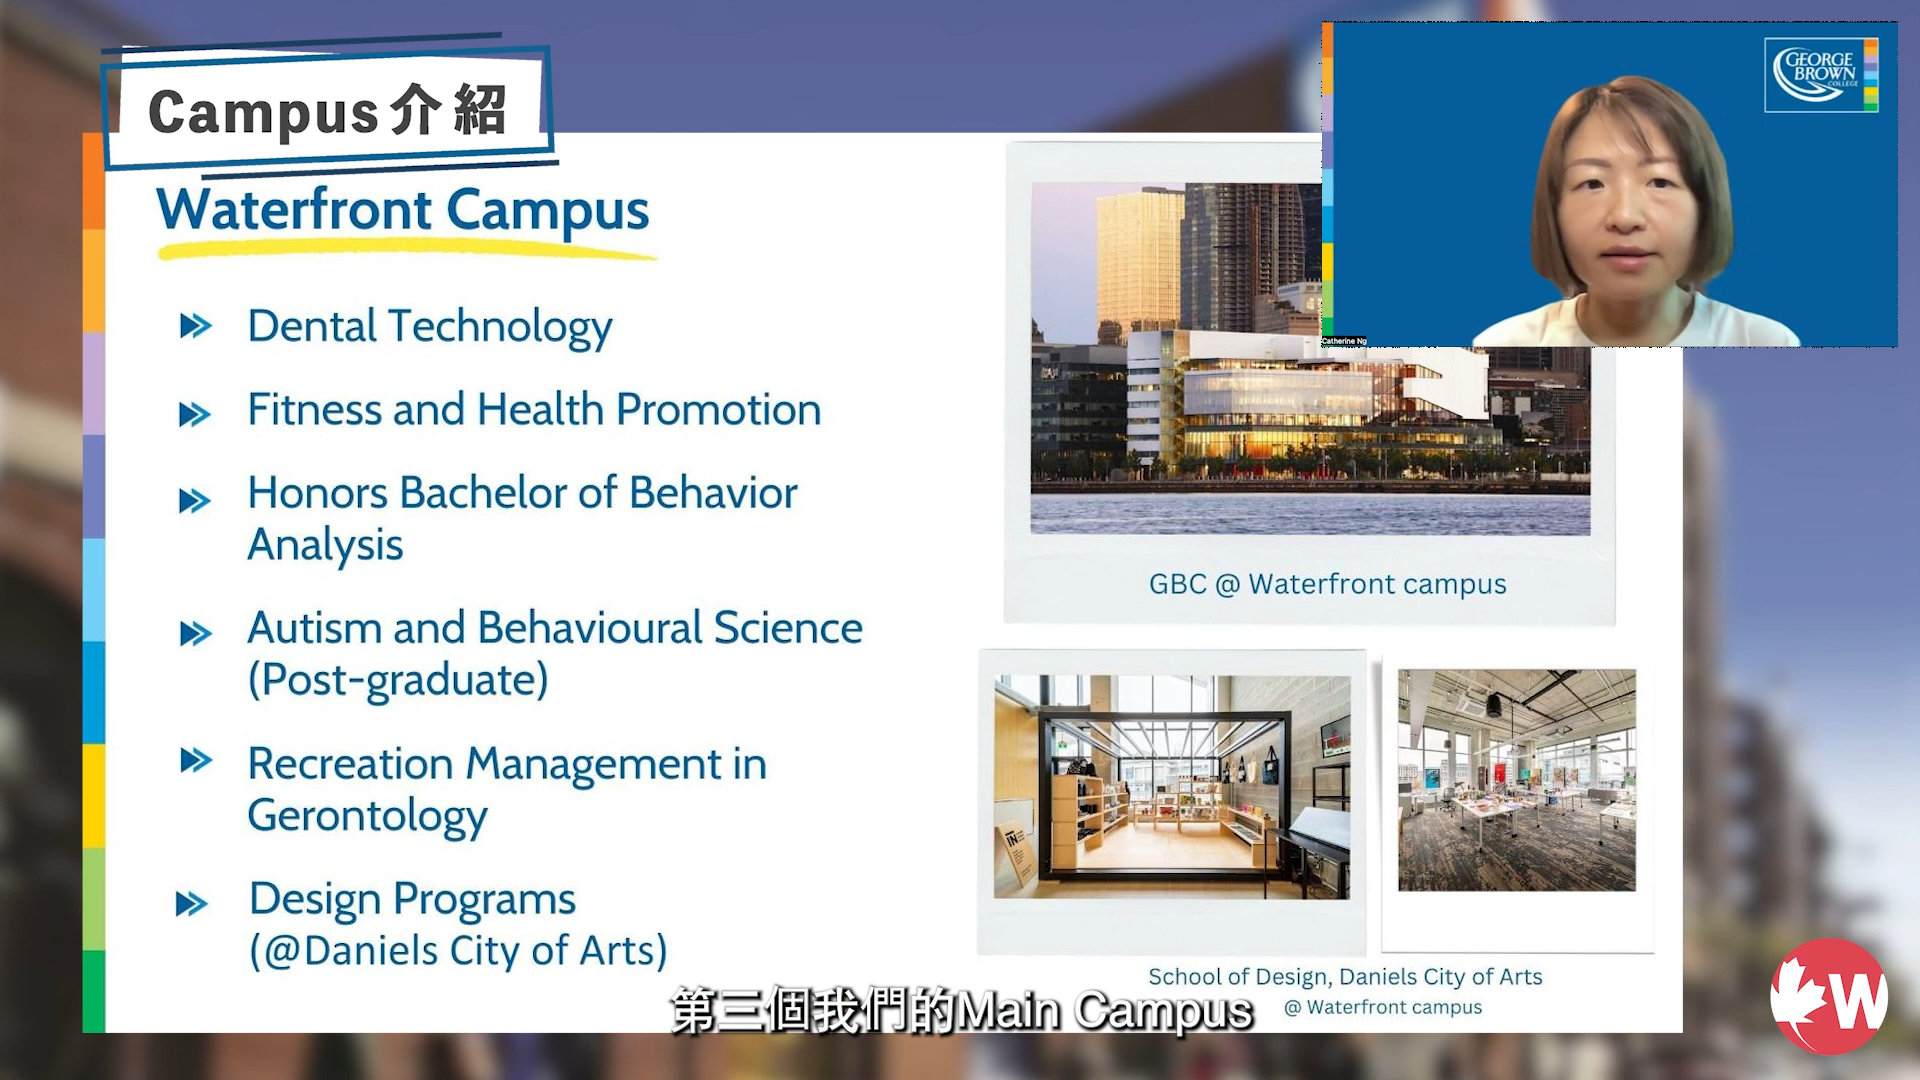 Campus介紹
GEORGE
BROWN
COLLEGE
Catherine Ng
Waterfront Campus
Dental Technology
Fitness and Health Promotion
Honors Bachelor of Behavior
Analysis
Autism and Behavioural Science
(Post-graduate)
Recreation Management in
Gerontology
Design Programs
(@Daniels City of Arts)
GBC @ Waterfront campus
IN
School of Design, Daniels City of Arts
@ Waterfront campus
第三個我們的Main Campus
W